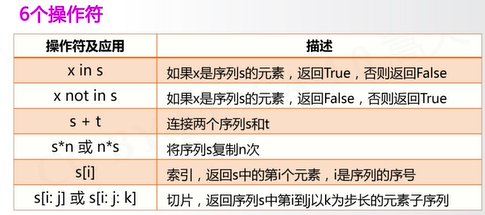 6个操作符
操作符及应用 描述
x in s 如果x是序列s的元素，返回True，否则返回False
x not in s 如果x是序列s的元素，返回False，否则返回True
s + t 连接两个序列s和t
s*n 或 n*s 将序列s复制n次
s[i] 索引，返回s中的第i个元素，i是序列的序号
s[i: j] 或 s[i: j: k] 切片，返回序列s中第i到j以k为步长的元素子序列